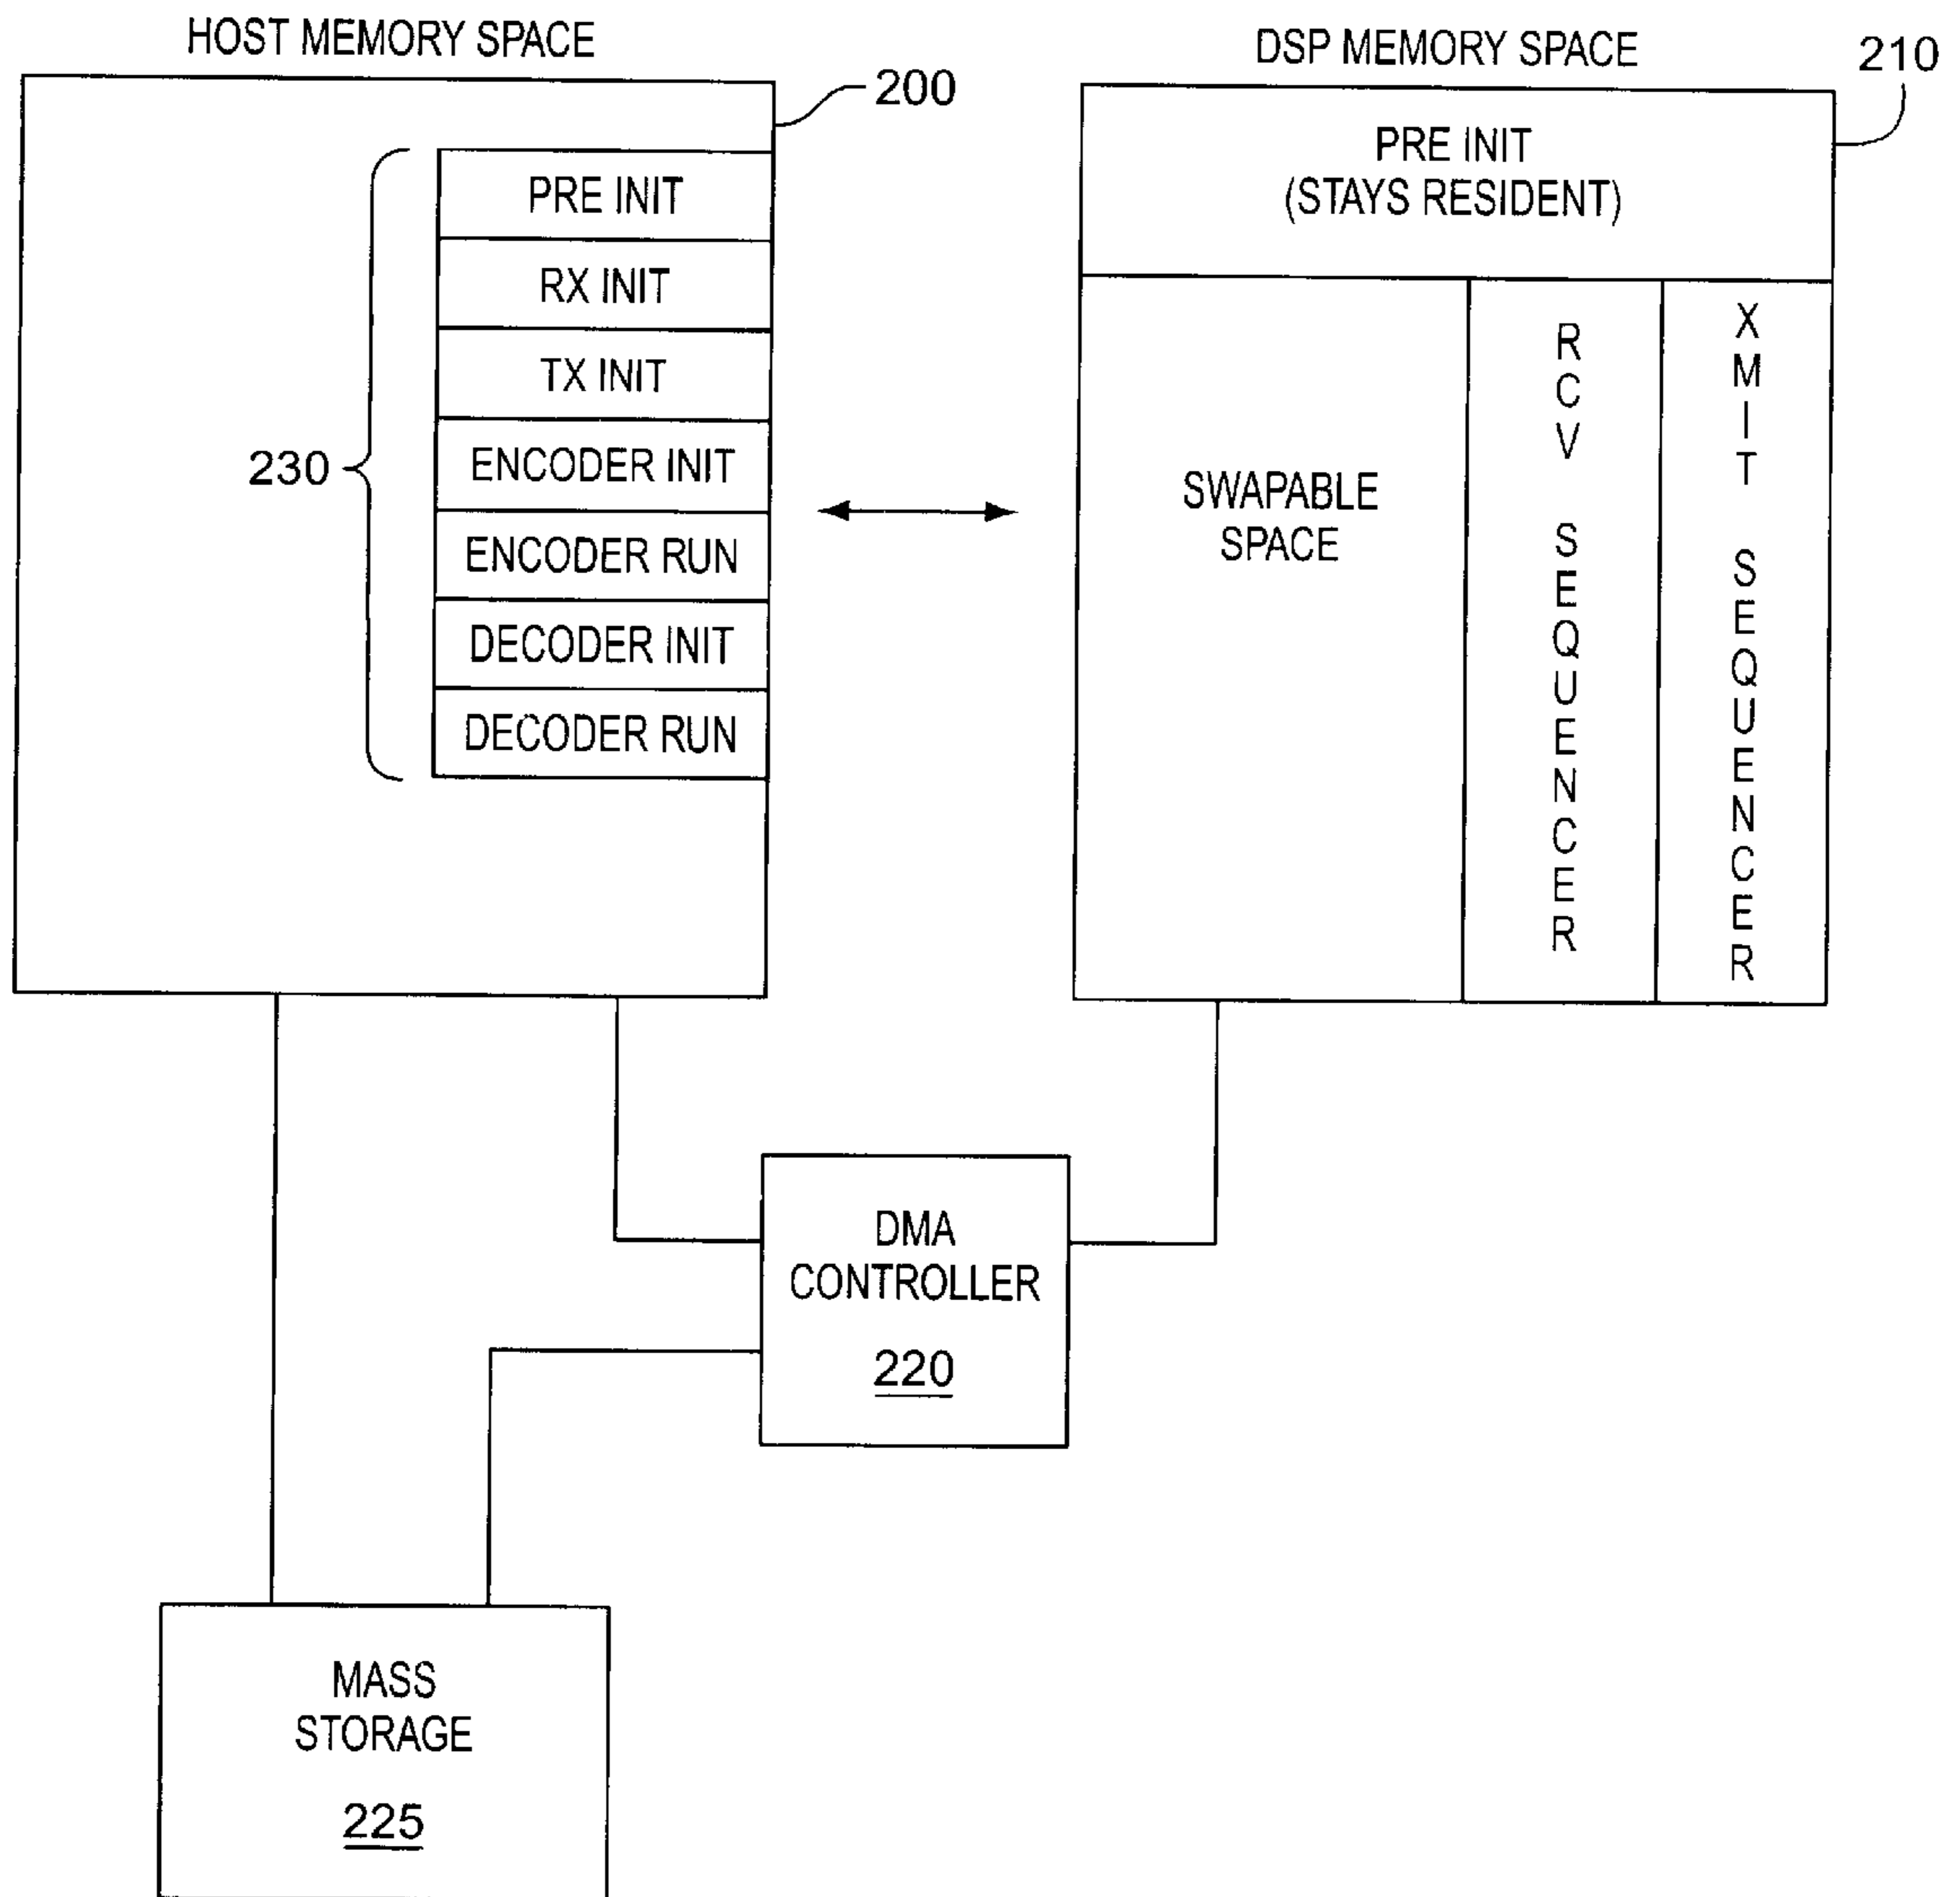 HOST MEMORY SPACE
200
PRE INIT
RX INIT
TX INIT
ENCODER INIT
ENCODER RUN
DECODER INIT
DECODER RUN
230
DSP MEMORY SPACE
210
PRE INIT
(STAYS RESIDENT)
SWAPABLE
SPACE
RCV SEQUENCER
XMIT SEQUENCER
DMA
CONTROLLER
220
MASS
STORAGE
225